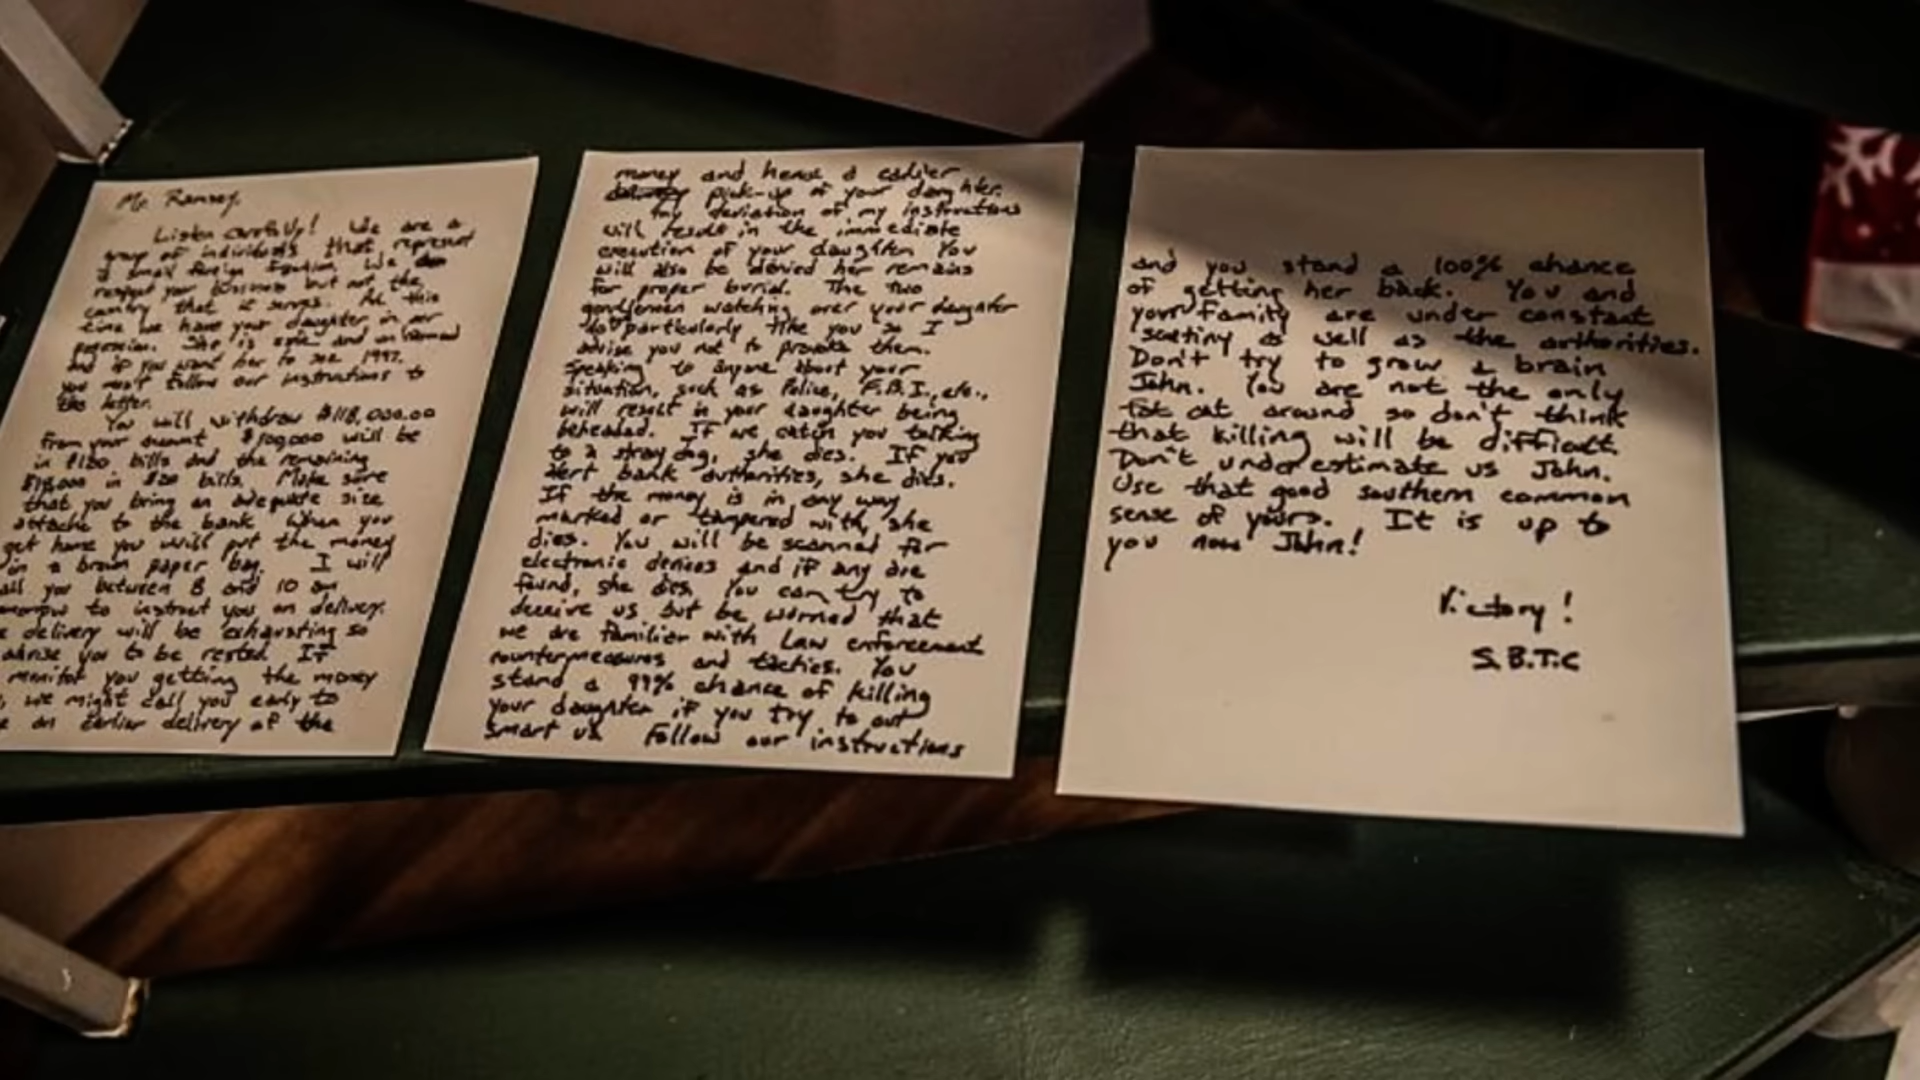 Mr. Ramsey,
Listen carefully! We are a
group of individuals that represent
a small foreign faction. We do
respect your business but not the
country that it serves. At this
time we have your daughter in our
posession. She is safe and unharmed
and if you want her to see 1997,
you must follow our instructions to
the letter.
You will withdraw $118,000.00
from your account. $100,000 will be
in $100 bills and the remaining
$18,000 in $20 bills. Make sure
that you bring an adequate size
attache to the bank. When you
get home you will put the money
in a brown paper bag. I will
all you between 8 and 10 am
to instruct you on delivery.
delivery will be exhausting so
advise you to be rested. If
monitor you getting the money
we might call you early to
an earlier delivery of the
money and hence a earlier
delivery pick-up of your daughter.
Any deviation of my instructions
will result in the immediate
execution of your daughter. You
will also be denied her remains
for proper burial. The two
gentlemen watching over your daughter
do particularly like you so I
advise you not to provoke them.
Speaking to anyone about your
situation, such as Police, F.B.I., etc.,
will result in your daughter being
beheaded. If we catch you talking
to a stray dog, she dies. If you
alert bank authorities, she dies.
If the money is in any way
marked or tampered with, she
dies. You will be scanned for
electronic devices and if any are
found, she dies. You can try to
deceive us but be warned that
we are familiar with Law enforcement
countermeasures and tactics. You
stand a 99% chance of killing
your daughter if you try to out
smart us. Follow our instructions
and you stand a 100% chance
of getting her back. You and
your family are under constant
scrutiny as well as the authorities.
Don't try to grow a brain
John. You are not the only
fat cat around so don't think
that killing will be difficult.
Don't underestimate us John.
Use that good southern common
sense of yours. It is up to
you now John!
Victory!
S.B.T.C